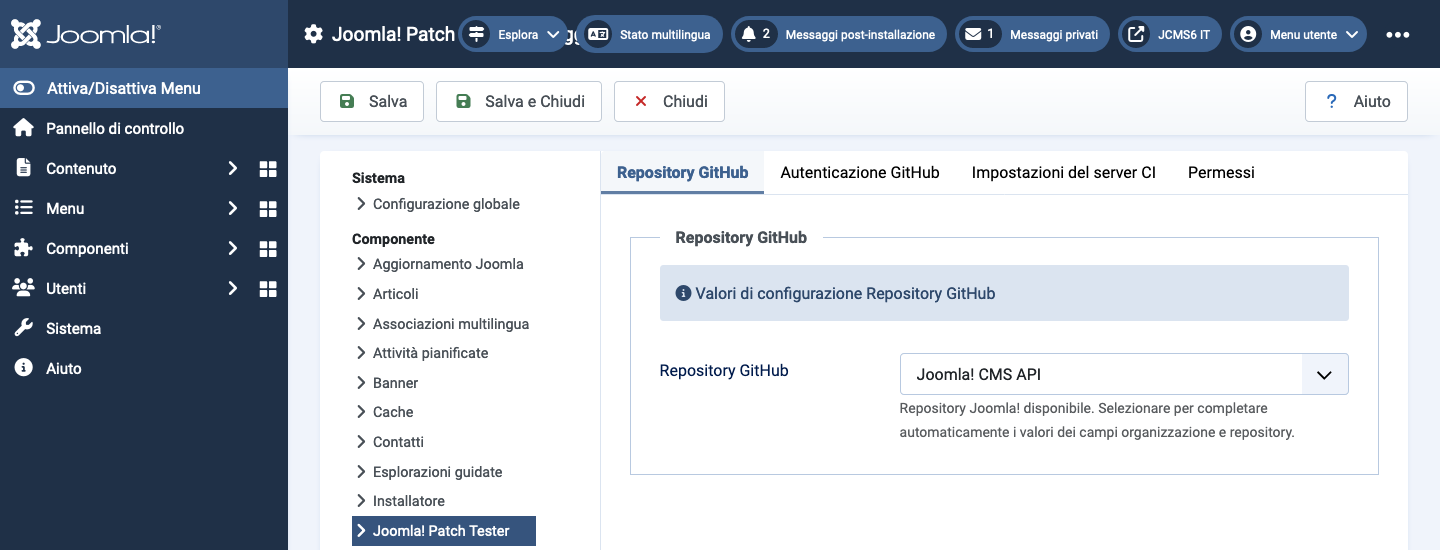 Joomla!®
Joomla! Patch
Esplora
Stato multilingua
2 Messaggi post-installazione
1 Messaggi privati
JCMS6 IT
Menu utente
Attiva/Disattiva Menu
Pannello di controllo
Contenuto
Menu
Componenti
Utenti
Sistema
Aiuto
Salva
Salva e Chiudi
Chiudi
? Aiuto
Sistema
Configurazione globale
Componente
Aggiornamento Joomla
Articoli
Associazioni multilingua
Attività pianificate
Banner
Cache
Contatti
Esplorazioni guidate
Installatore
Joomla! Patch Tester
Repository GitHub
Autenticazione GitHub
Impostazioni del server CI
Permessi
Repository GitHub
Valori di configurazione Repository GitHub
Repository GitHub
Joomla! CMS API
Repository Joomla! disponibile. Selezionare per completare
automaticamente i valori dei campi organizzazione e repository.